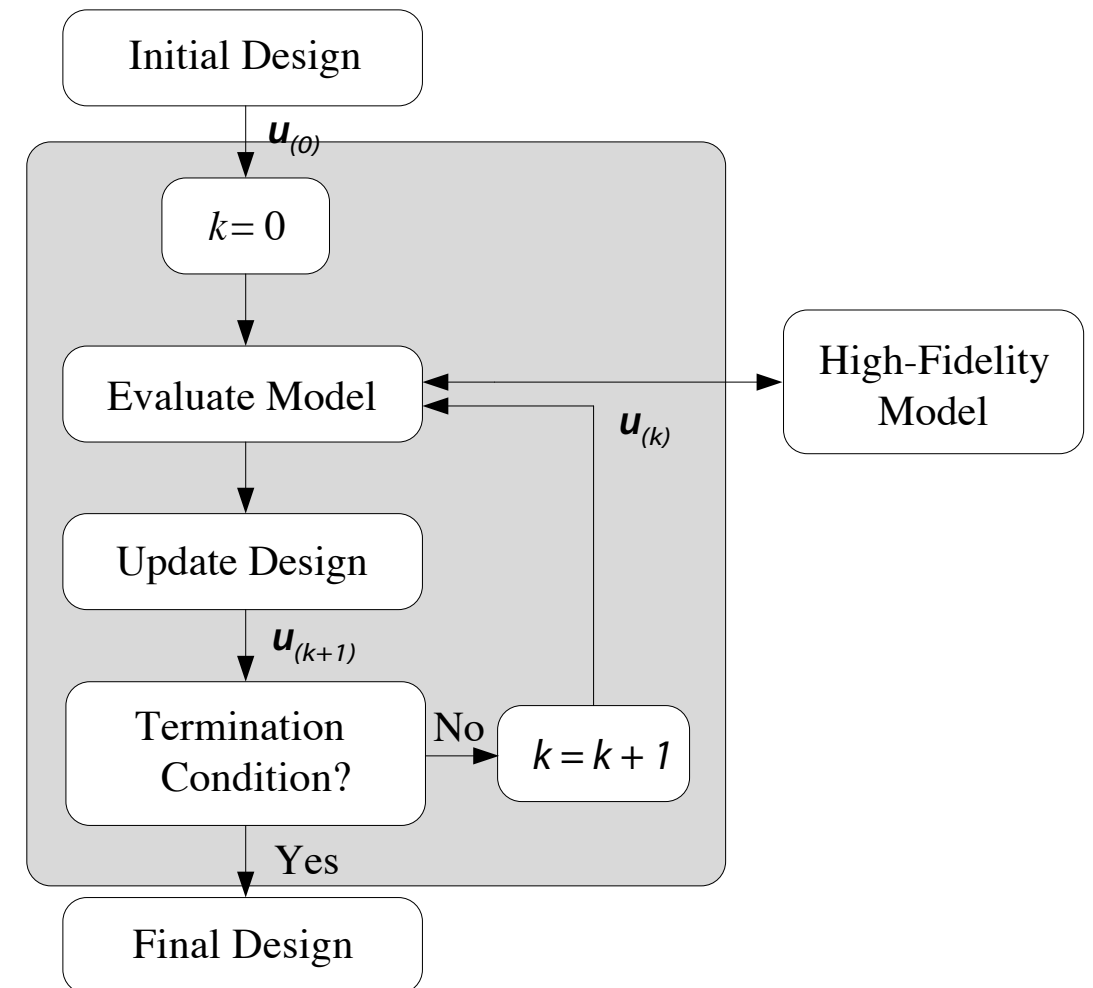 Initial Design
u(0)
k = 0
Evaluate Model
High-Fidelity
Model
u(k)
Update Design
u(k+1)
Termination
Condition?
No
k = k + 1
Yes
Final Design